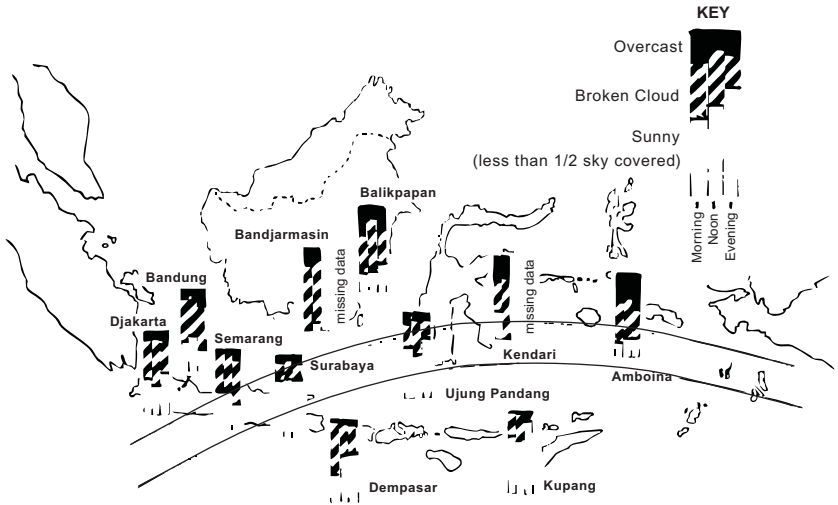 KEY
Overcast
Broken Cloud
Sunny
(less than 1/2 sky covered)
Morning
Noon
Evening
Balikpapan
Bandjarmasin
missing data
Bandung
missing data
Djakarta
Semarang
Surabaya
Kendari
Amboina
Ujung Pandang
Dempasar
Kupang